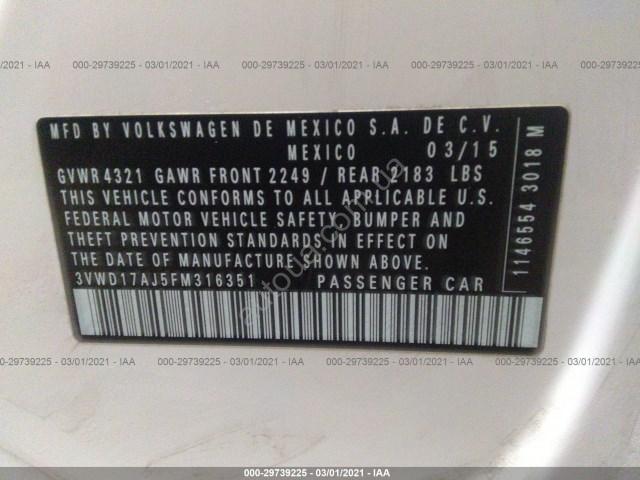 000-29739225 - 03/01/2021 - IAA
MFD BY VOLKSWAGEN DE MEXICO S.A. DE C.V.
MEXICO 03/15
GVWR 4321 GAWR FRONT 2249 / REAR 2183 LBS
THIS VEHICLE CONFORMS TO ALL APPLICABLE U.S.
FEDERAL MOTOR VEHICLE SAFETY, BUMPER AND
THEFT PREVENTION STANDARDS IN EFFECT ON
THE DATE OF MANUFACTURE SHOWN ABOVE.
3VWD17AJ5FM316351 PASSENGER CAR
1146554 3018 M
autoua.com.ua
000-29739225 - 03/01/2021 - IAA
000-29739225 - 03/01/2021 - IAA